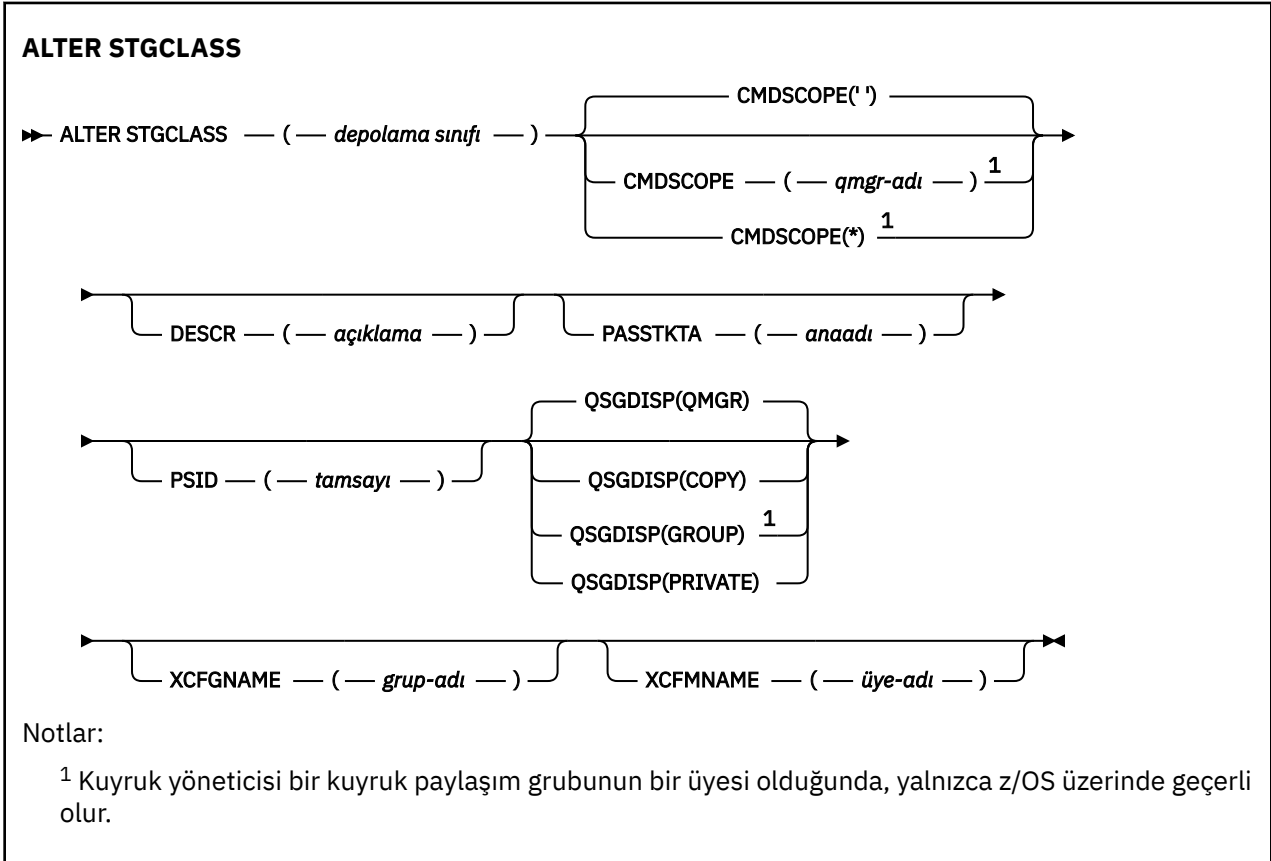 ALTER STGCLASS
CMDSCOPE(' ')
ALTER STGCLASS ( depolama sınıfı )
CMDSCOPE ( qmgr-adı ) 1
CMDSCOPE(*) 1
DESCR ( açıklama ) PASSTKTA ( anaadı )
QSGDISP(QMGR)
PSID ( tamsayı ) QSGDISP(COPY)
QSGDISP(GROUP) 1
QSGDISP(PRIVATE)
XCFGNAME ( grup-adı ) XCFMNAME ( üye-adı )
Notlar:
1 Kuyruk yöneticisi bir kuyruk paylaşım grubunun bir üyesi olduğunda, yalnızca z/OS üzerinde geçerli
olur.